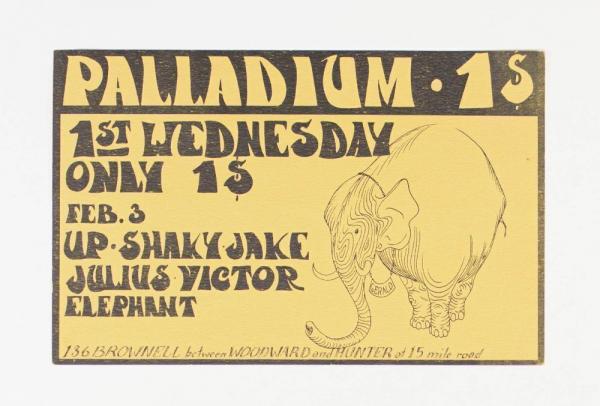 PALLADIUM · 1$
1ST WEDNESDAY
ONLY 1$
FEB. 3
UP · SHAKY JAKE
JULIUS · VICTOR
ELEPHANT
GERALD
136 BROWNELL between WOODWARD and HUNTER at 15 mile road